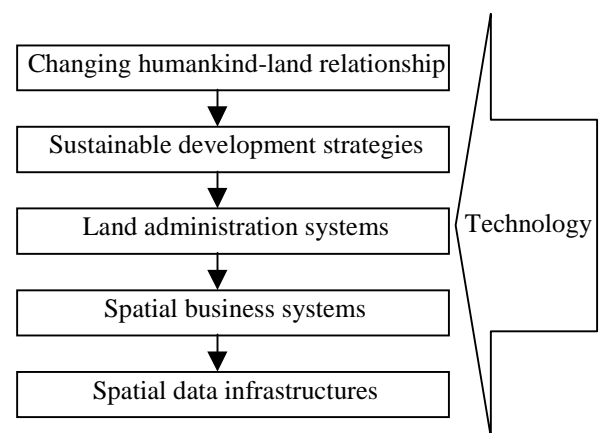 Changing humankind-land relationship
Sustainable development strategies
Land administration systems
Technology
Spatial business systems
Spatial data infrastructures